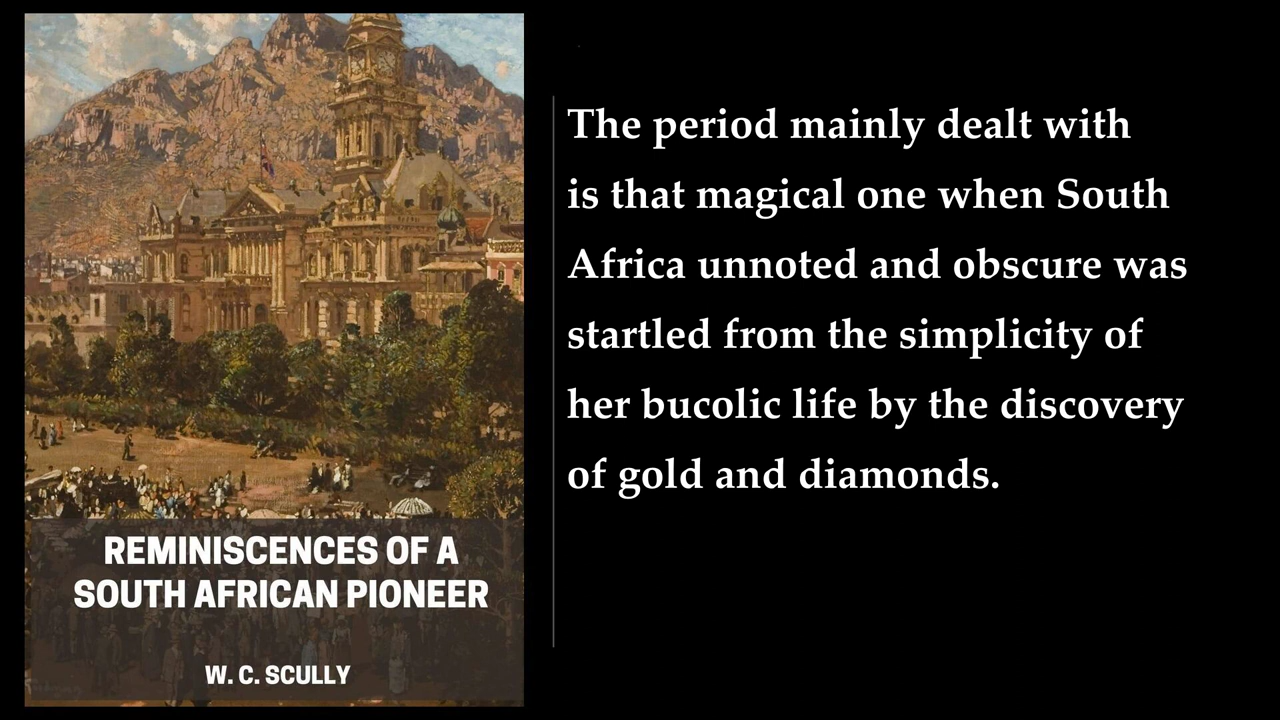 REMINISCENCES OF A
SOUTH AFRICAN PIONEER
W. C. SCULLY
The period mainly dealt with
is that magical one when South
Africa unnoted and obscure was
startled from the simplicity of
her bucolic life by the discovery
of gold and diamonds.